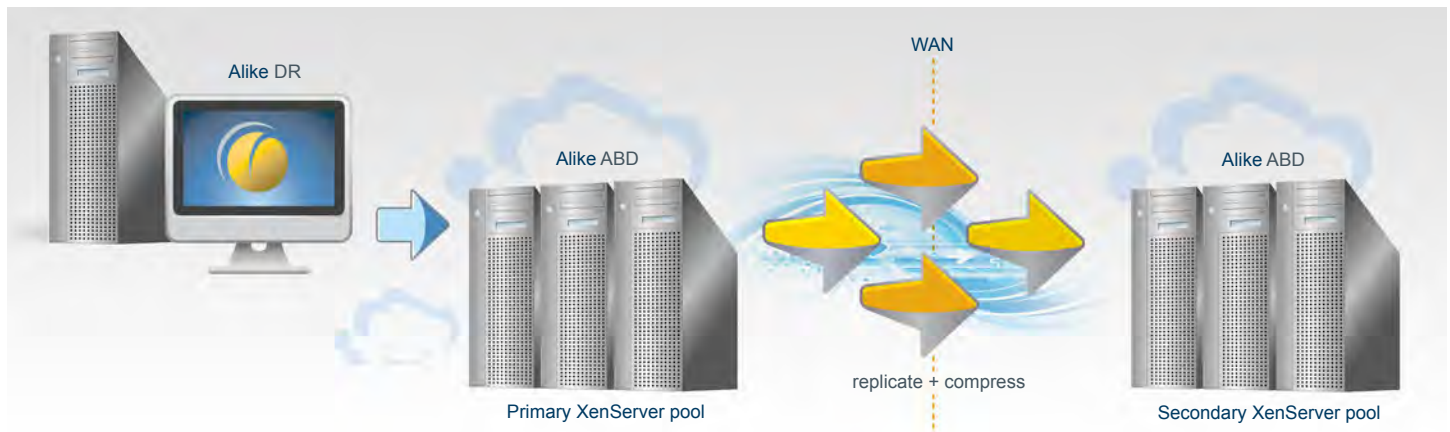 Alike DR
WAN
Alike ABD
Alike ABD
replicate + compress
Primary XenServer pool
Secondary XenServer pool